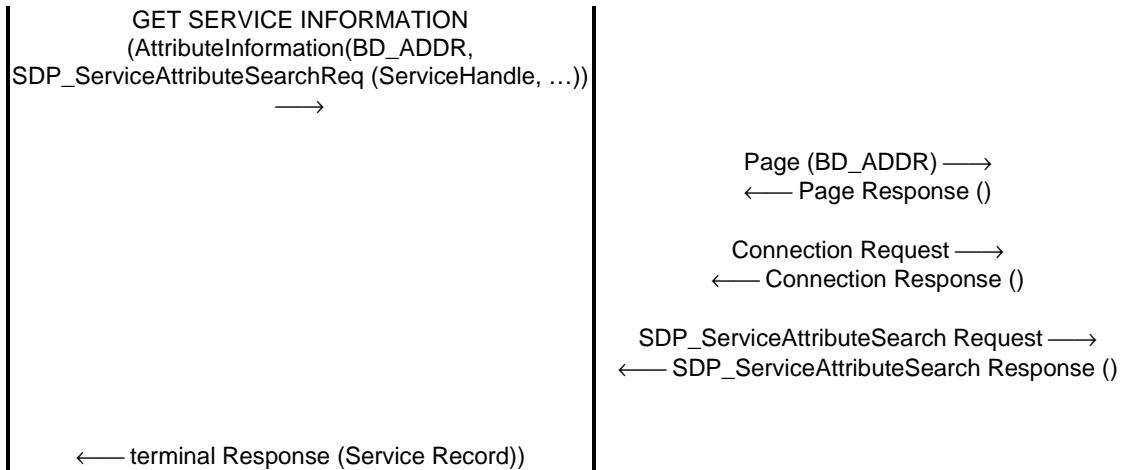 GET SERVICE INFORMATION
(AttributeInformation(BD_ADDR,
SDP_ServiceAttributeSearchReq (ServiceHandle, …))
⟶
Page (BD_ADDR) ⟶
⟵ Page Response ()
Connection Request ⟶
⟵ Connection Response ()
SDP_ServiceAttributeSearch Request ⟶
⟵ SDP_ServiceAttributeSearch Response ()
⟵ terminal Response (Service Record))